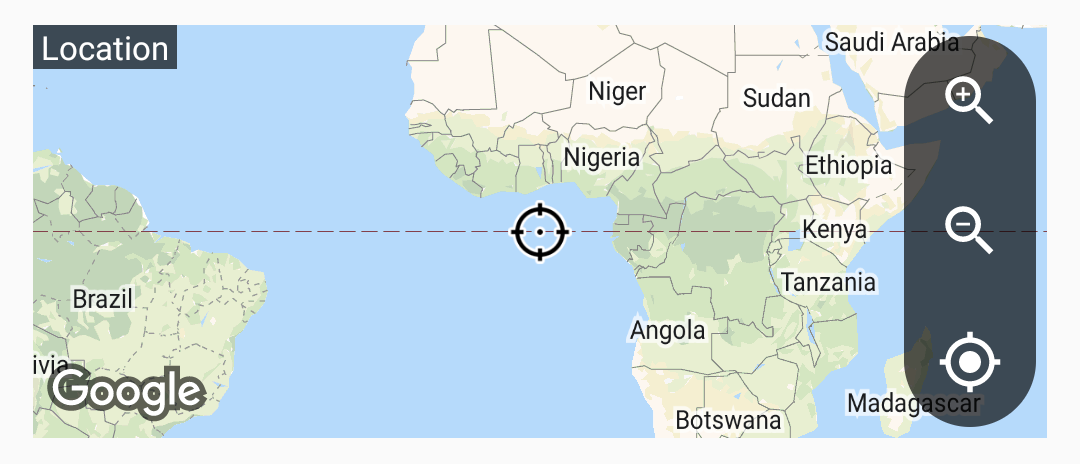 Location
Saudi Arabia
Niger
Sudan
Nigeria
Ethiopia
Kenya
Tanzania
Brazil
Angola
ivia
Google
Madagascar
Botswana